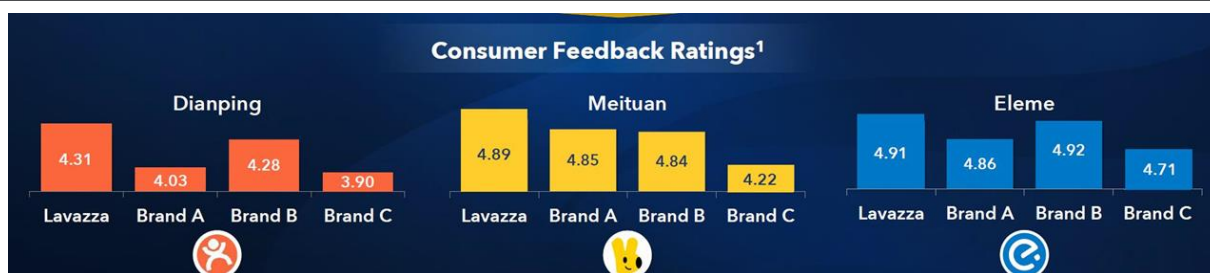 Consumer Feedback Ratings¹
Dianping
4.31 4.03 4.28 3.90
Lavazza Brand A Brand B Brand C
Meituan
4.89 4.85 4.84 4.22
Lavazza Brand A Brand B Brand C
Eleme
4.91 4.86 4.92 4.71
Lavazza Brand A Brand B Brand C